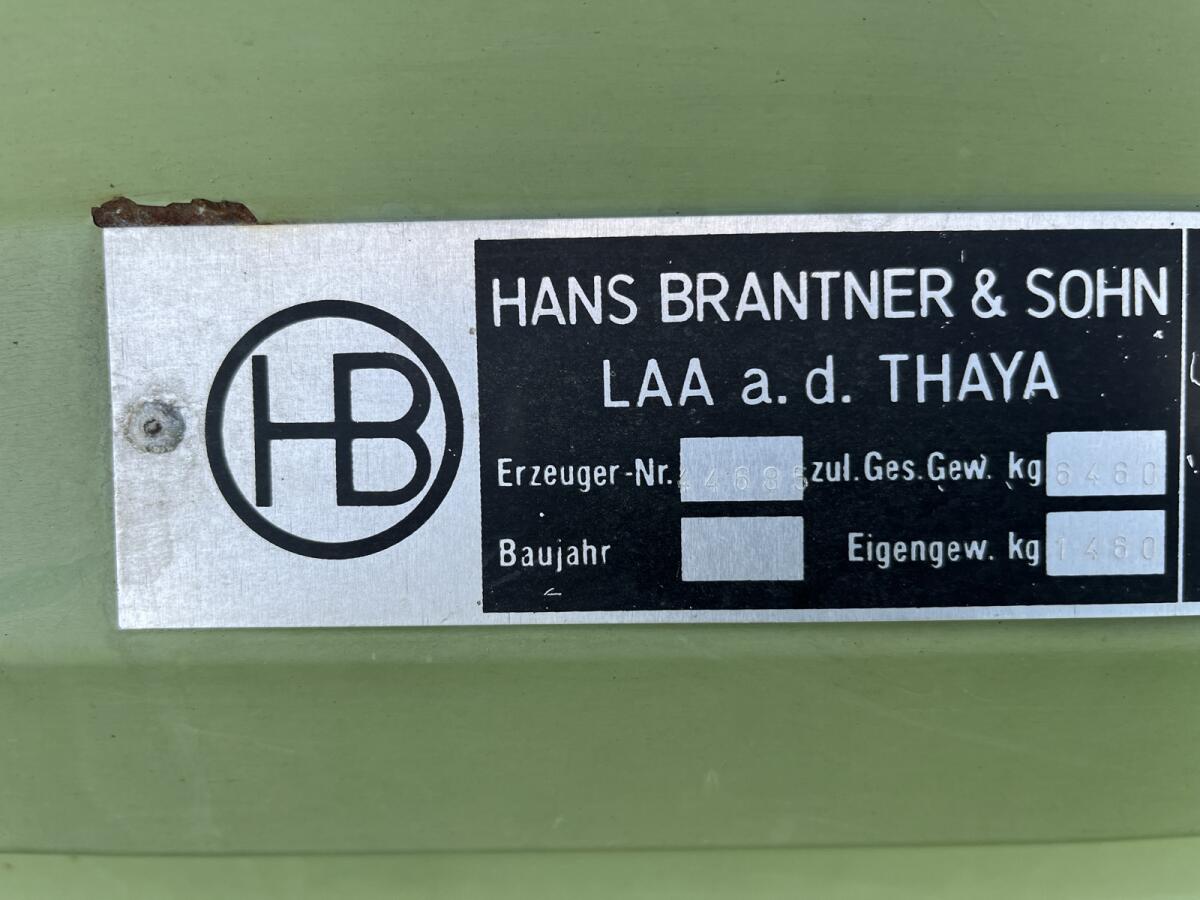 HB
HANS BRANTNER & SOHN
LAA a. d. THAYA
Erzeuger-Nr. 44685 zul. Ges. Gew. kg 6460
Baujahr Eigengew. kg 1460